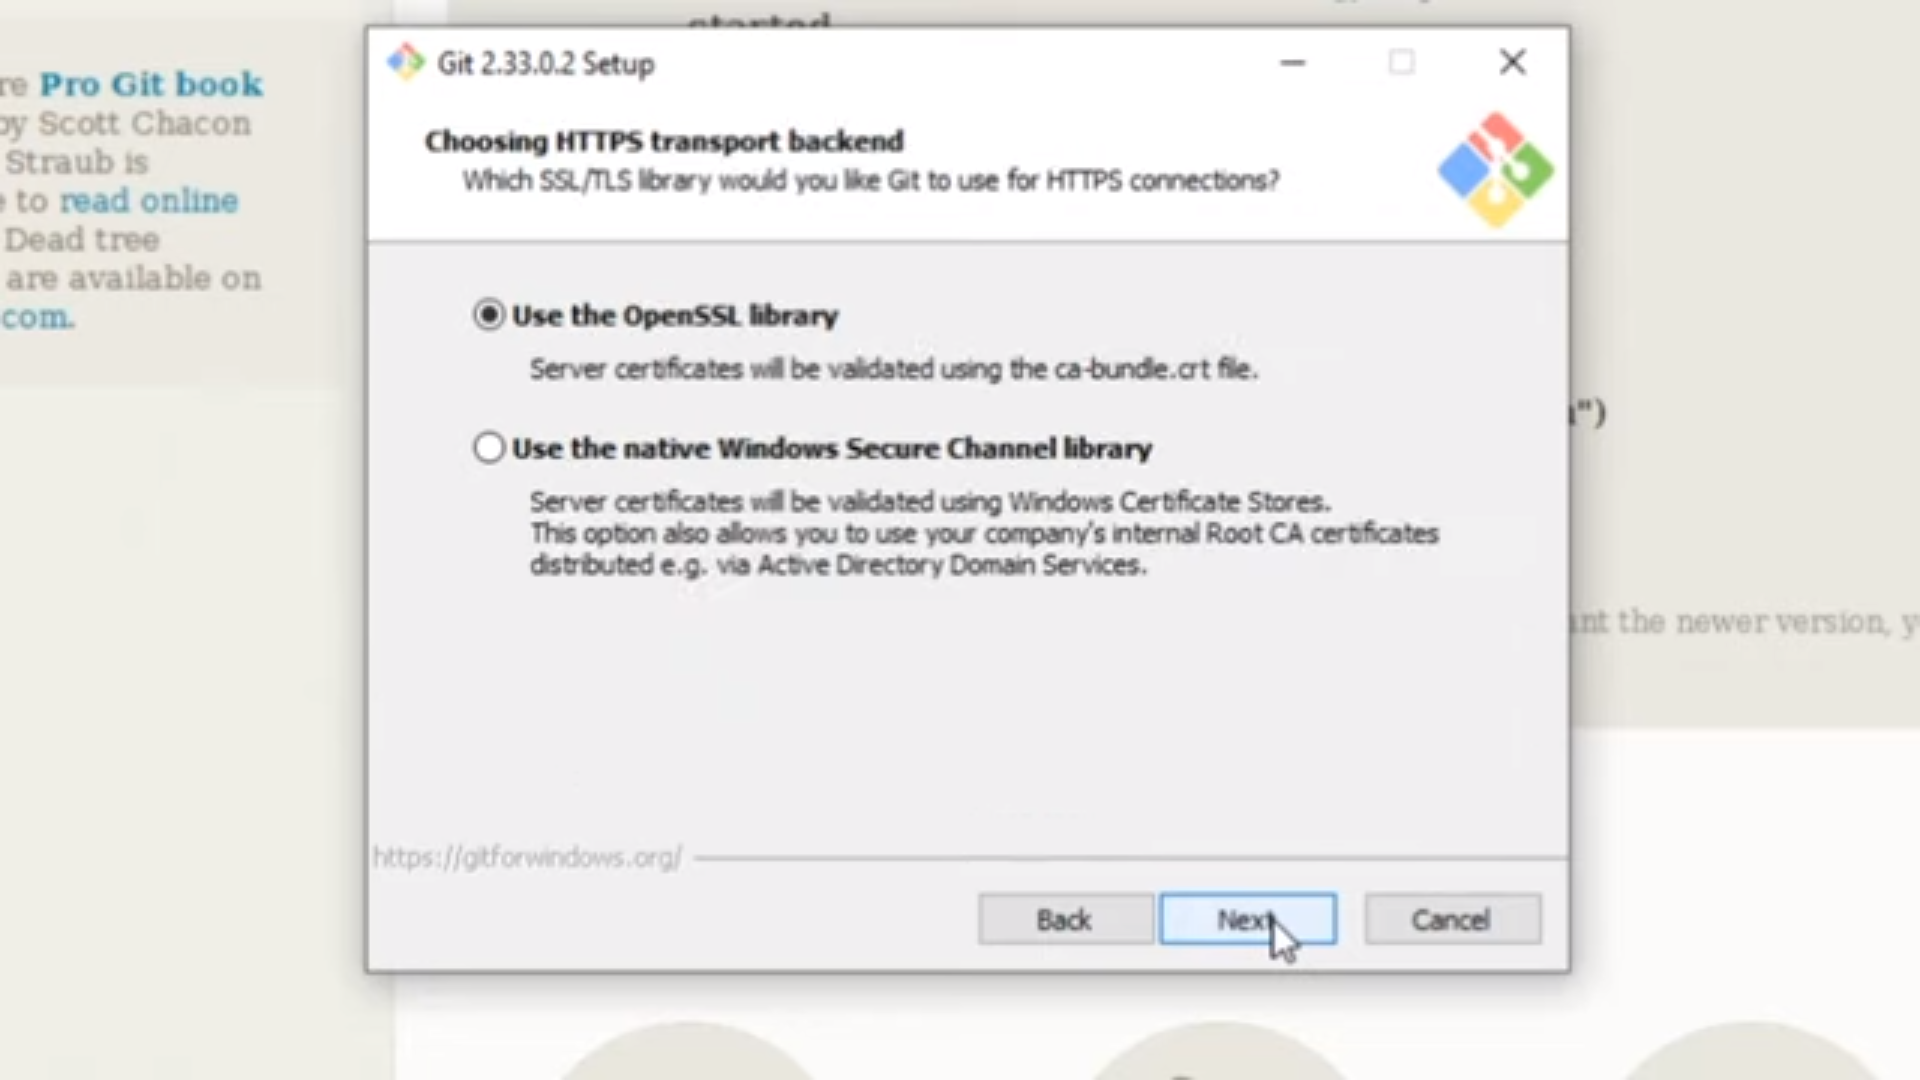 started
re Pro Git book
by Scott Chacon
Straub is
e to read online
Dead tree
are available on
com.
Git 2.33.0.2 Setup
Choosing HTTPS transport backend
Which SSL/TLS library would you like Git to use for HTTPS connections?
Use the OpenSSL library
Server certificates will be validated using the ca-bundle.crt file.
Use the native Windows Secure Channel library
Server certificates will be validated using Windows Certificate Stores.
This option also allows you to use your company's internal Root CA certificates
distributed e.g. via Active Directory Domain Services.
https://gitforwindows.org/
Back
Next
Cancel
")
nt the newer version, y